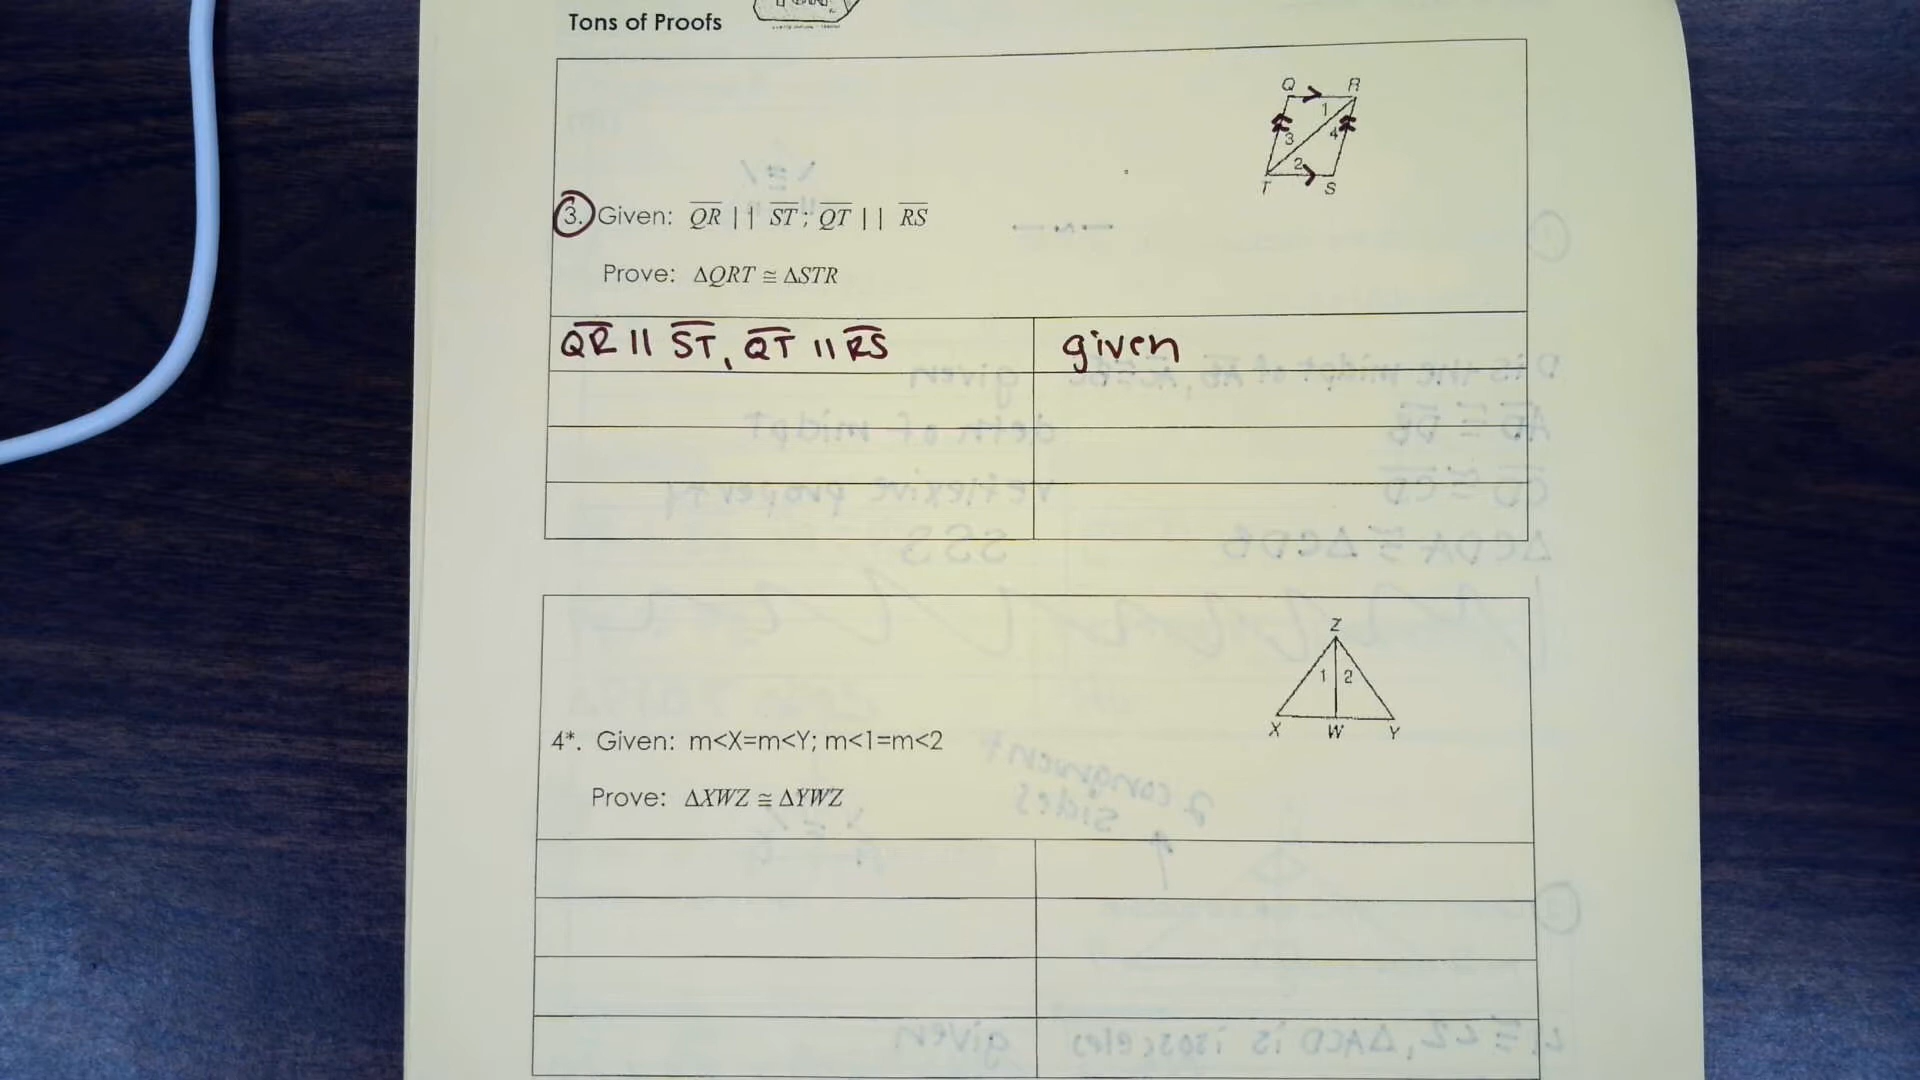 Tons of Proofs
Q R
1
3 4
2
T S
3. Given: QR || ST; QT || RS
Prove: ΔQRT ≅ ΔSTR
QR || ST, QT || RS given
Z
1 2
X W Y
4*. Given: m<X=m<Y; m<1=m<2
Prove: ΔXWZ ≅ ΔYWZ